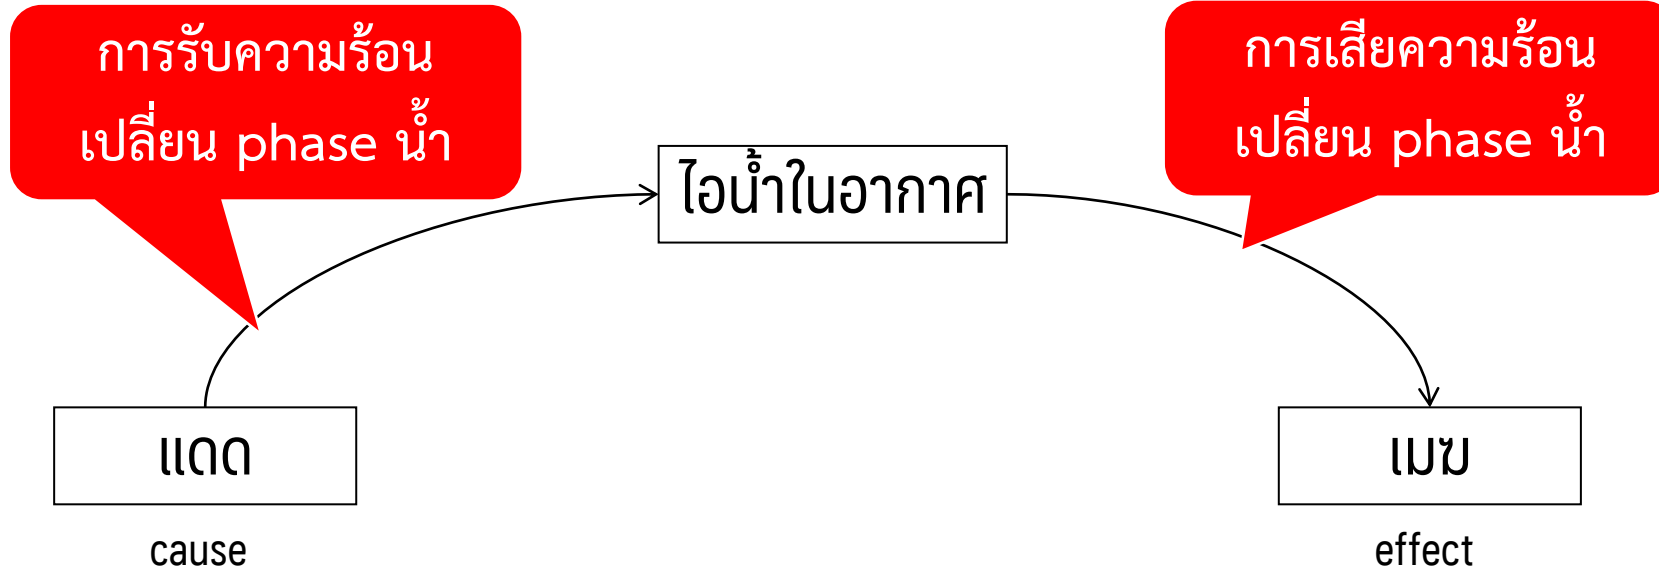 การรับความร้อน
เปลี่ยน phase น้ำ
การเสียความร้อน
เปลี่ยน phase น้ำ
ไอน้ำในอากาศ
แดด
เมฆ
cause
effect